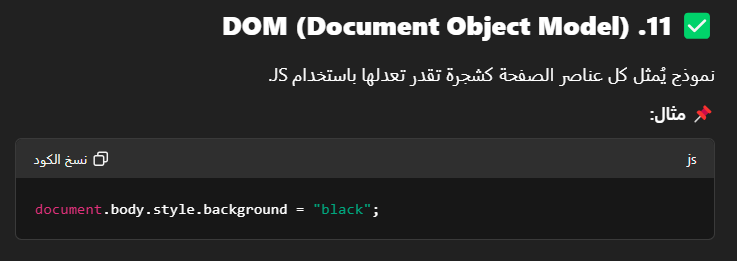 ✅ 11. DOM (Document Object Model)
نموذج يُمثل كل عناصر الصفحة كشجرة تقدر تعدلها باستخدام JS.
📌 مثال:
js
نسخ الكود
document.body.style.background = "black";